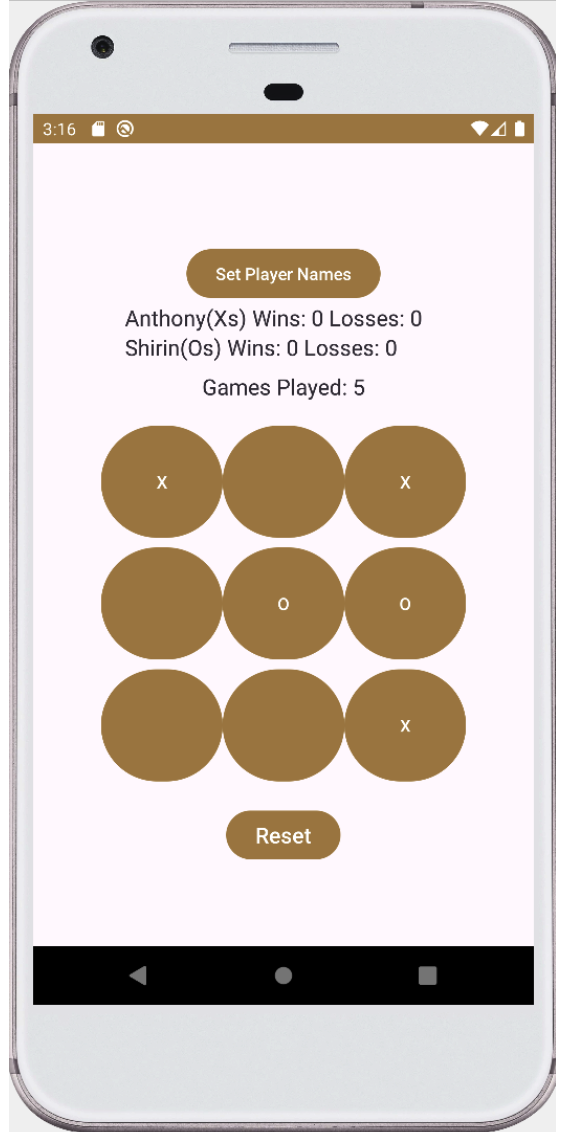 3:16
Set Player Names
Anthony(Xs) Wins: 0 Losses: 0
Shirin(Os) Wins: 0 Losses: 0
Games Played: 5
X X
O O
X
Reset